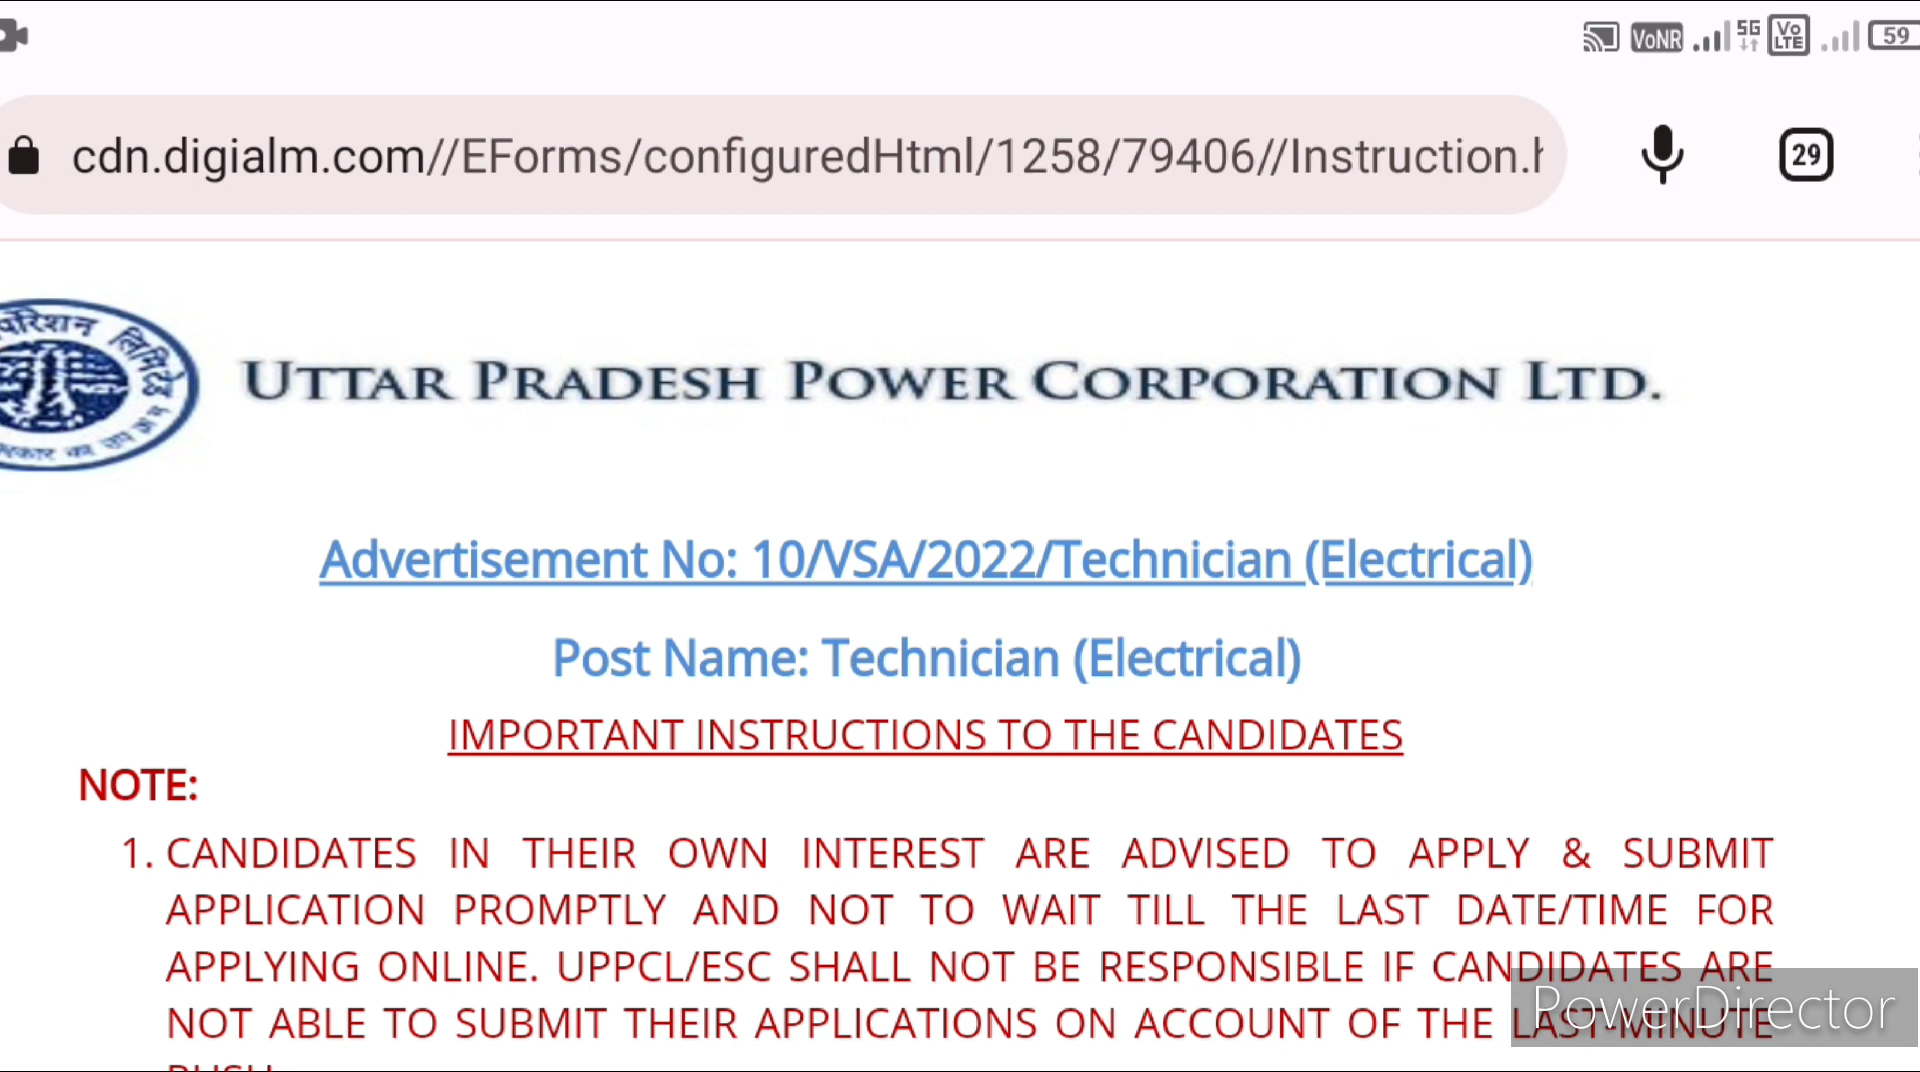 VoNR 5G Vo LTE 59
cdn.digialm.com//EForms/configuredHtml/1258/79406//Instruction.h
29
लिमिटेड
UTTAR PRADESH POWER CORPORATION LTD.
Advertisement No: 10/VSA/2022/Technician (Electrical)
Post Name: Technician (Electrical)
IMPORTANT INSTRUCTIONS TO THE CANDIDATES
NOTE:
1. CANDIDATES IN THEIR OWN INTEREST ARE ADVISED TO APPLY & SUBMIT
APPLICATION PROMPTLY AND NOT TO WAIT TILL THE LAST DATE/TIME FOR
APPLYING ONLINE. UPPCL/ESC SHALL NOT BE RESPONSIBLE IF CANDIDATES ARE
NOT ABLE TO SUBMIT THEIR APPLICATIONS ON ACCOUNT OF THE LAST-MINUTE
PowerDirector